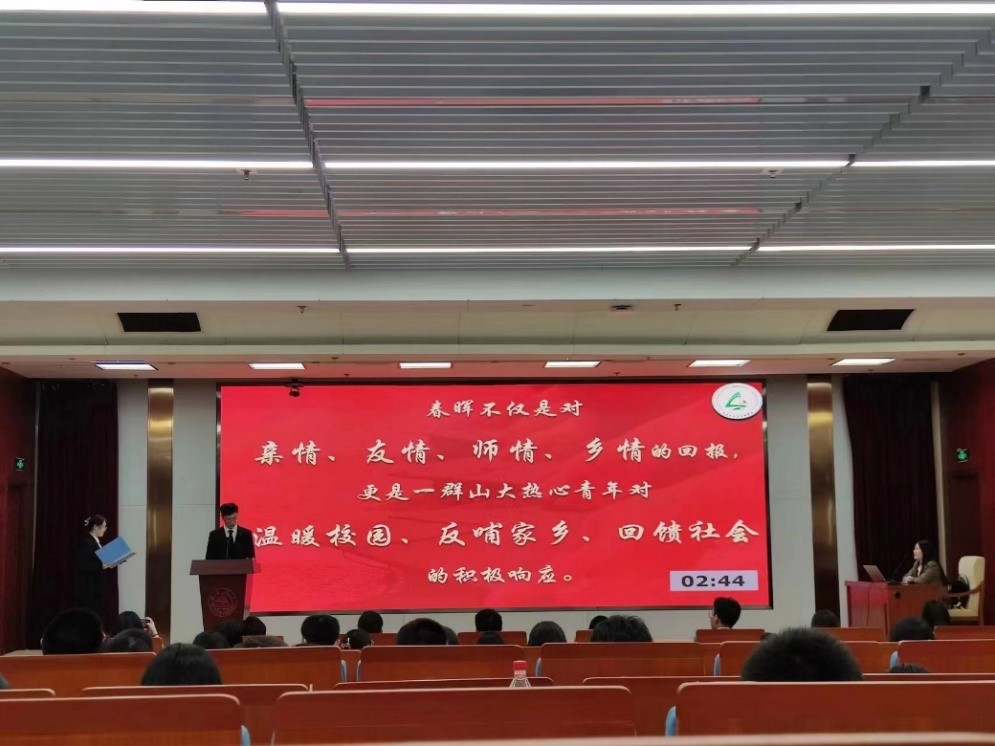 春晖不仅是对
亲情、友情、师情、乡情的回报，
更是一群山大热心青年对
温暖校园、反哺家乡、回馈社会
的积极响应。
02:44